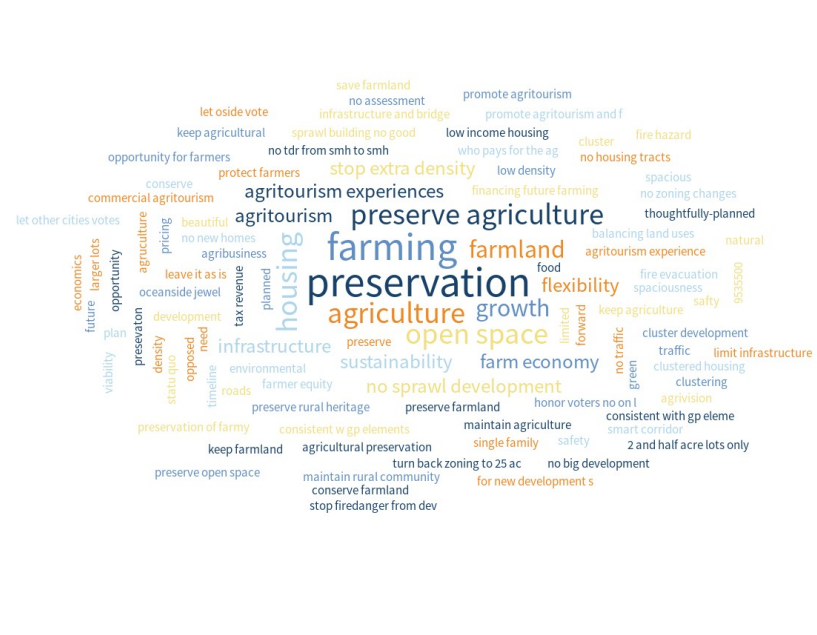 save farmland
promote agritourism
no assessment
let oside vote
infrastructure and bridge
promote agritourism and f
keep agricultural
sprawl building no good
low income housing
fire hazard
cluster
no tdr from smh to smh
who pays for the ag
opportunity for farmers
no housing tracts
protect farmers
stop extra density
low density
spacious
conserve
agritourism experiences
financing future farming
no zoning changes
commercial agritourism
let other cities votes
agruculture
pricing
beautiful
agritourism
preserve agriculture
thoughtfully-planned
no new homes
balancing land uses
natural
economics
larger lots
opportunity
agribusiness
housing
farming
farmland
agritourism experience
leave it as is
planned
tax revenue
preservation
food
flexibility
fire evacuation
spaciousness
9535500
oceanside jewel
safty
future
presevaton
development
agriculture
growth
limited
forward
keep agriculture
plan
density
opposed
need
infrastructure
preserve
open space
no traffic
cluster development
traffic
limit infrastructure
viability
statu quo
timeline
environmental
sustainability
farm economy
green
clustered housing
clustering
roads
farmer equity
no sprawl development
agrivision
preserve rural heritage
preserve farmland
honor voters no on l
consistent with gp eleme
preservation of farmy
consistent w gp elements
maintain agriculture
smart corridor
single family
safety
2 and half acre lots only
keep farmland
agricultural preservation
turn back zoning to 25 ac
no big development
preserve open space
maintain rural community
for new development s
conserve farmland
stop firedanger from dev